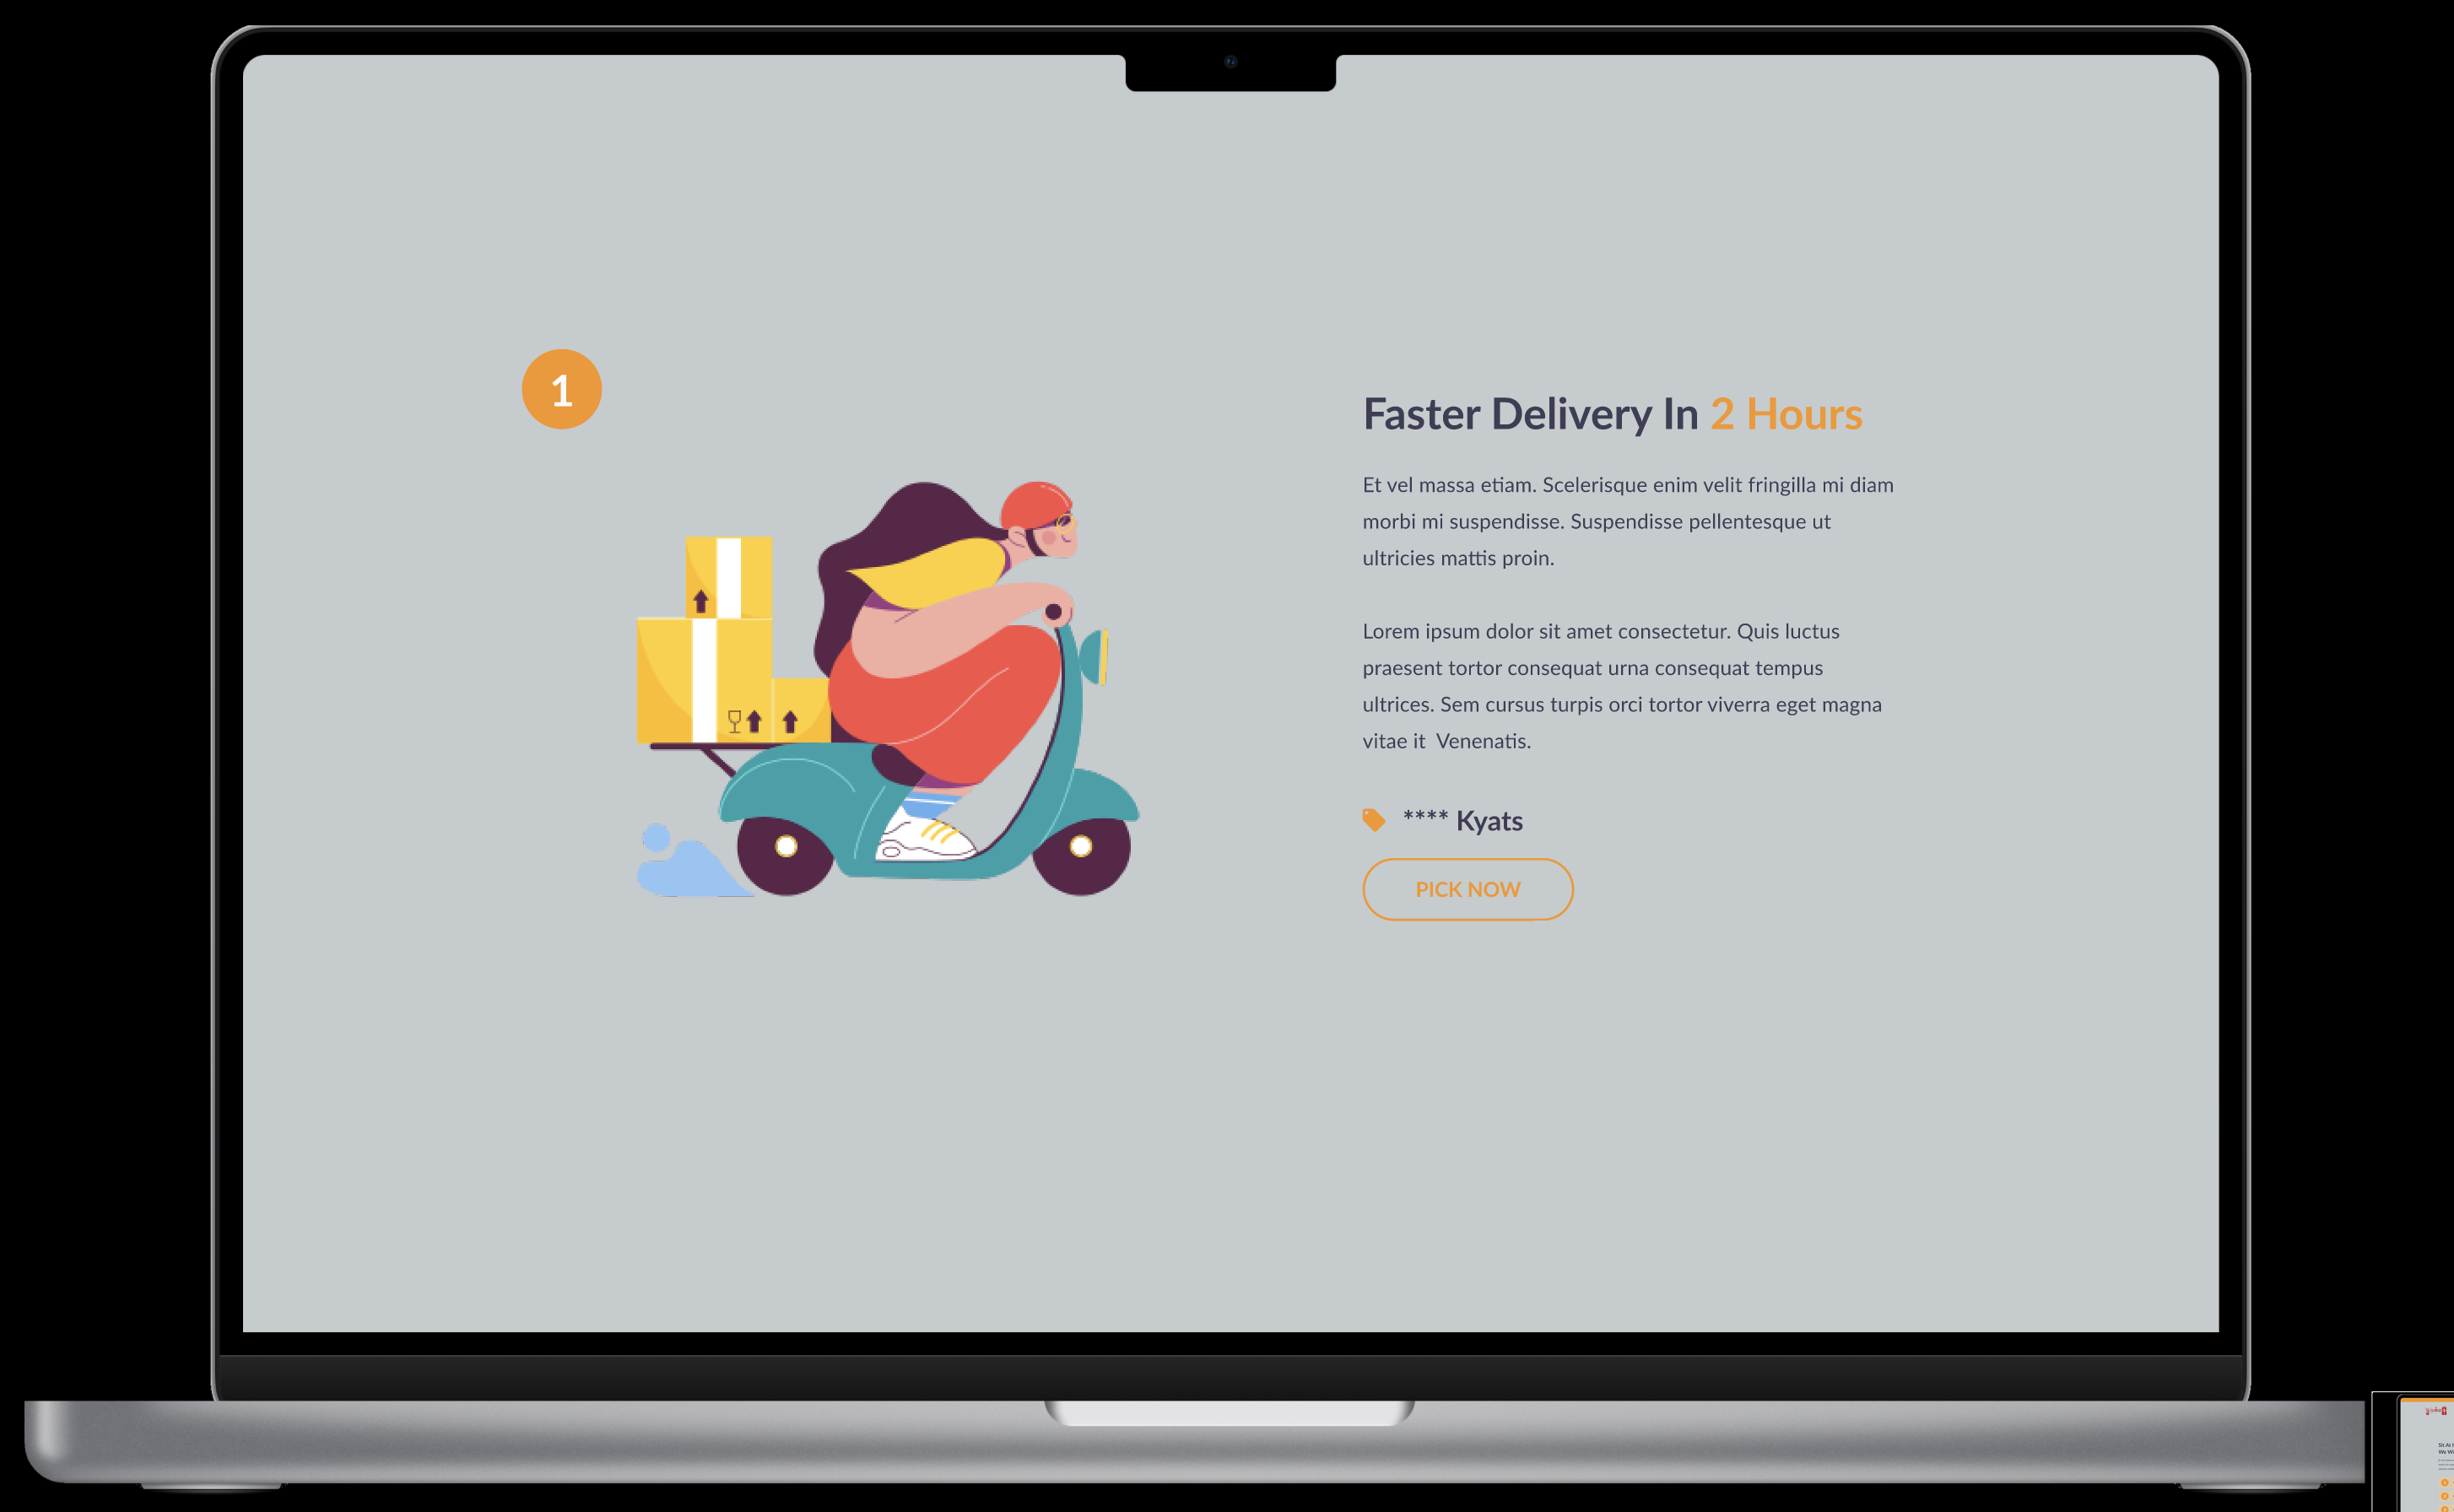 1
Faster Delivery In 2 Hours
Et vel massa etiam. Scelerisque enim velit fringilla mi diam
morbi mi suspendisse. Suspendisse pellentesque ut
ultricies mattis proin.
Lorem ipsum dolor sit amet consectetur. Quis luctus
praesent tortor consequat urna consequat tempus
ultrices. Sem cursus turpis orci tortor viverra eget magna
vitae it  Venenatis.
**** Kyats
PICK NOW